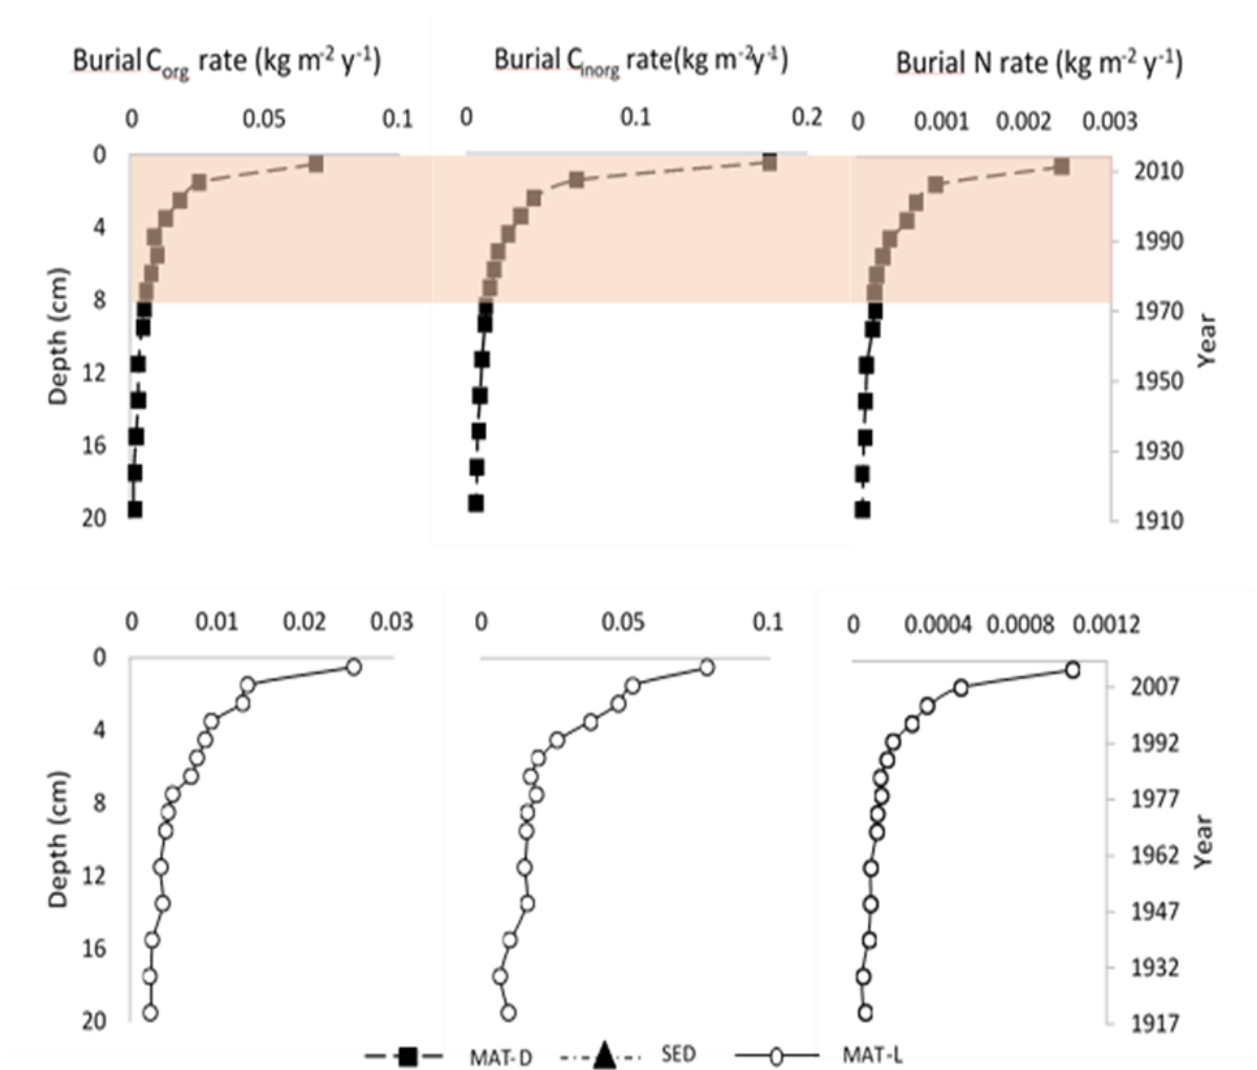 Burial Corg rate (kg m-2 y-1)
Burial Cinorg rate(kg m-2y-1)
Burial N rate (kg m-2 y-1)
0 0.05 0.1
0 0.1 0.2
0 0.001 0.002 0.003
0
4
8
12
16
20
Depth (cm)
2010
1990
1970
1950
1930
1910
Year
0 0.01 0.02 0.03
0 0.05 0.1
0 0.0004 0.0008 0.0012
0
4
8
12
16
20
Depth (cm)
2007
1992
1977
1962
1947
1932
1917
Year
MAT-D SED MAT-L